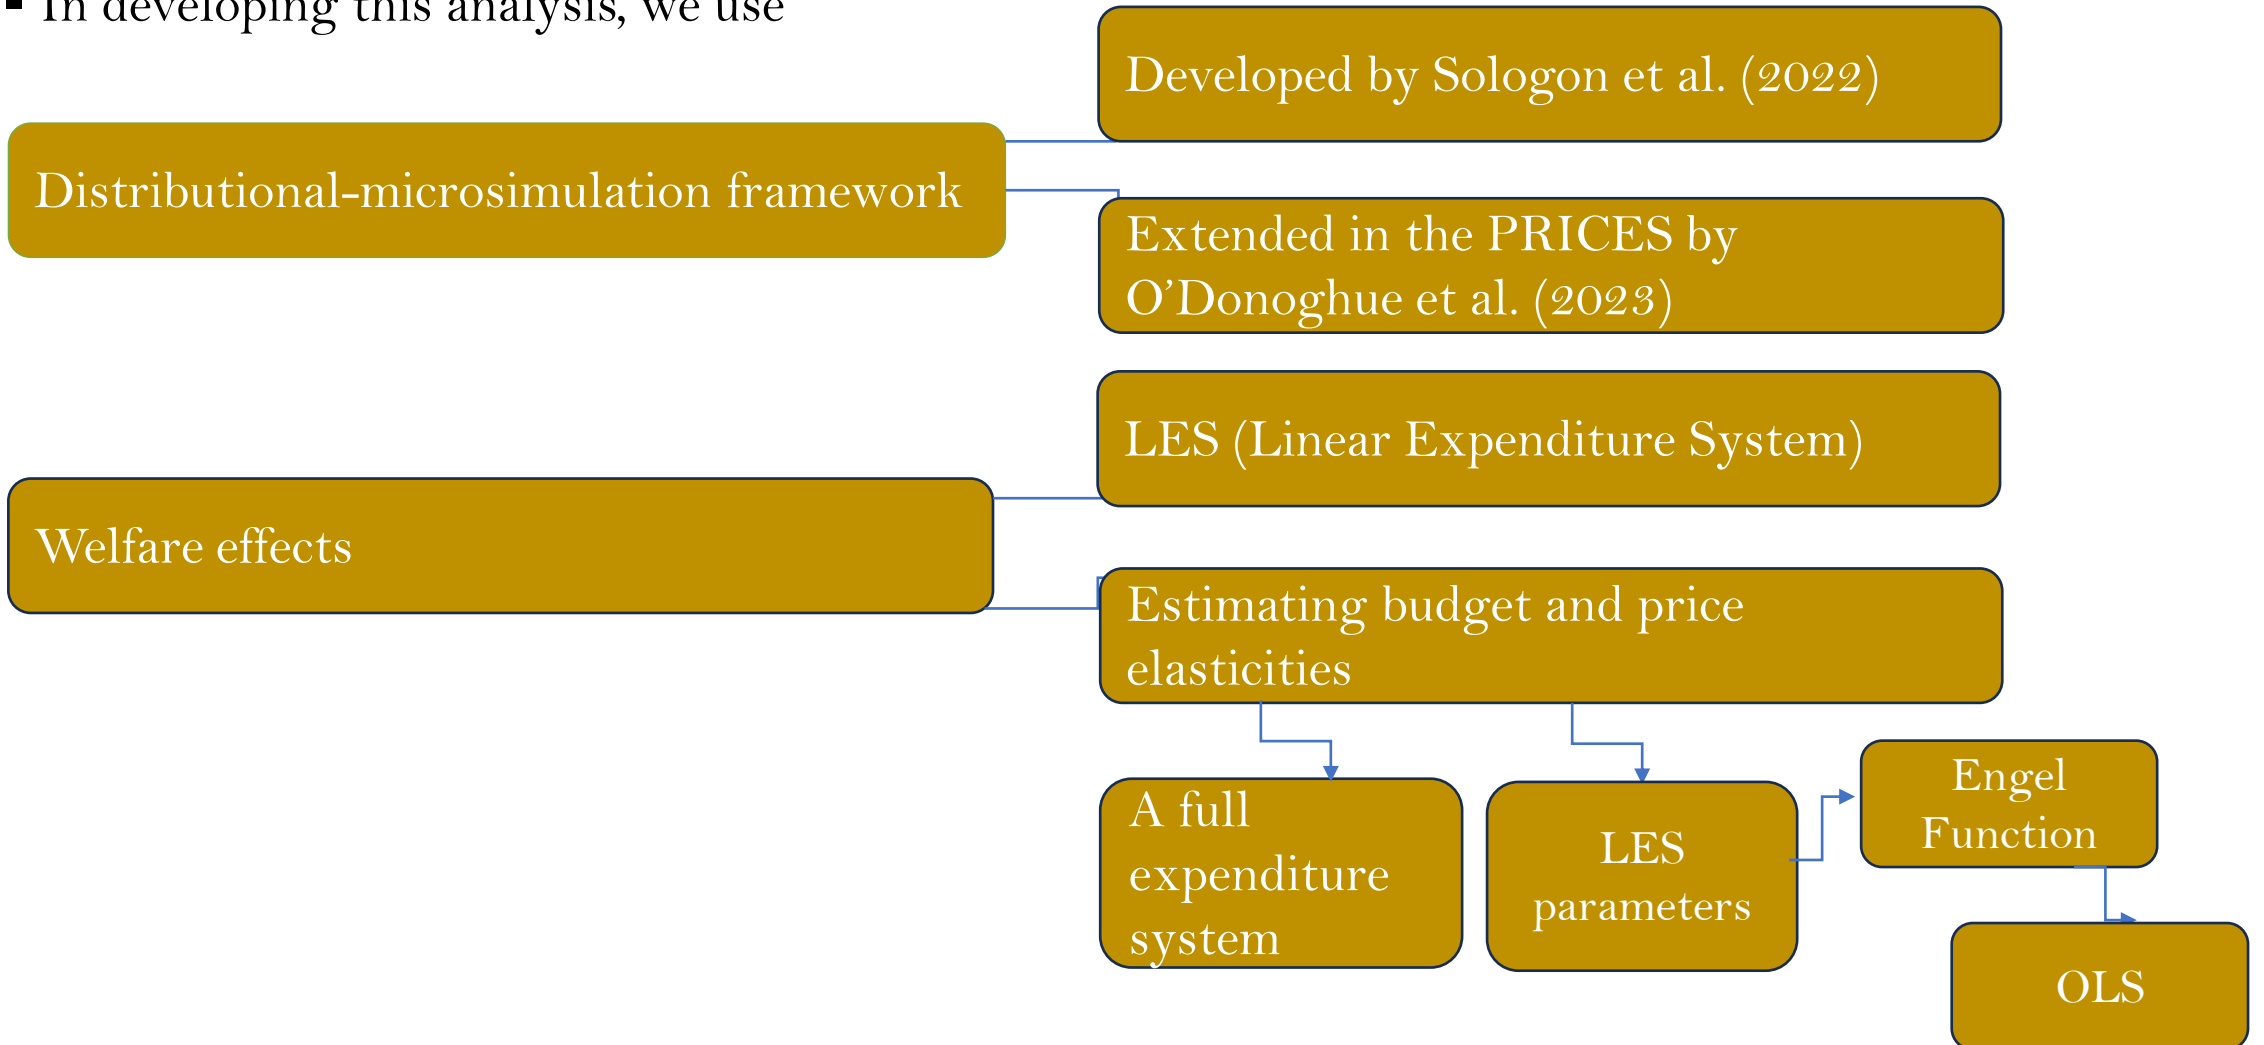 ▪ In developing this analysis, we use
Developed by Sologon et al. (2022)
Distributional-microsimulation framework
Extended in the PRICES by
O’Donoghue et al. (2023)
LES (Linear Expenditure System)
Welfare effects
Estimating budget and price
elasticities
A full
expenditure
system
LES
parameters
Engel
Function
OLS